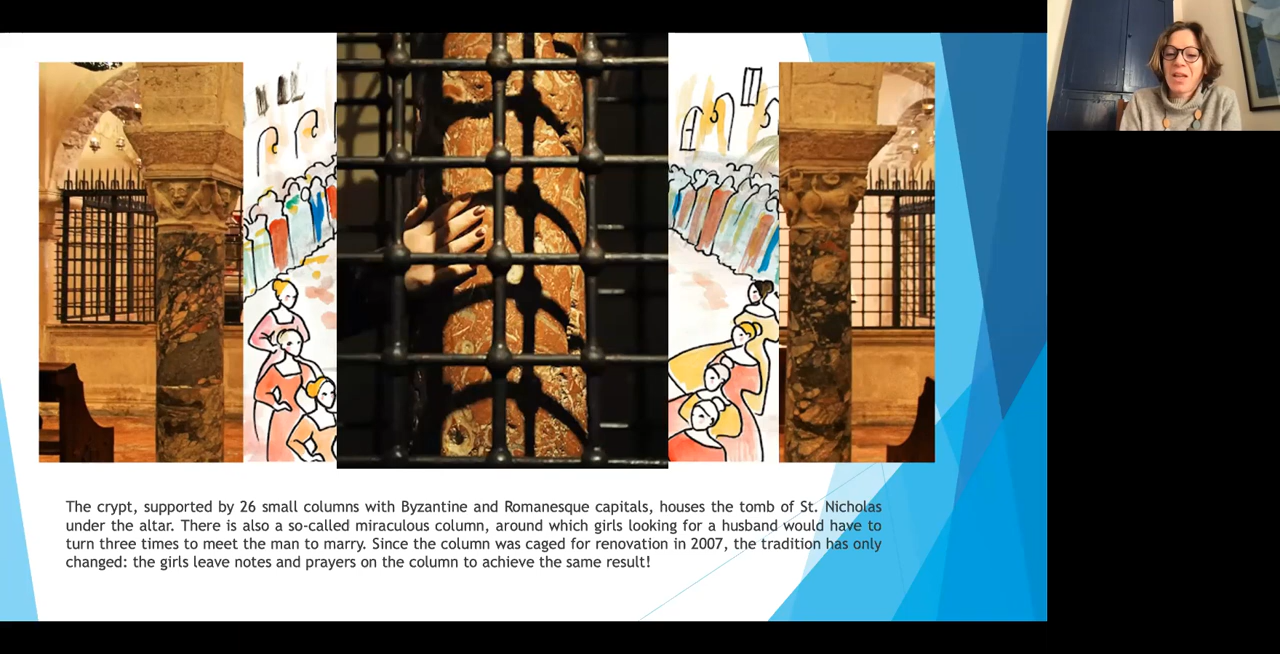 The crypt, supported by 26 small columns with Byzantine and Romanesque capitals, houses the tomb of St. Nicholas
under the altar. There is also a so-called miraculous column, around which girls looking for a husband would have to
turn three times to meet the man to marry. Since the column was caged for renovation in 2007, the tradition has only
changed: the girls leave notes and prayers on the column to achieve the same result!